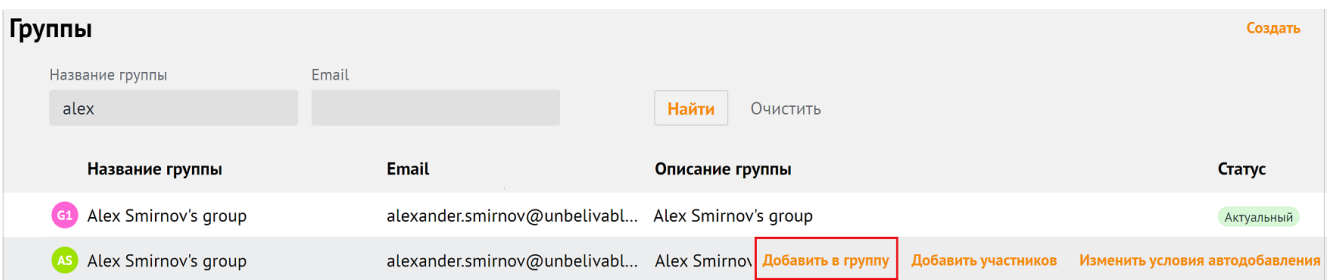 Группы Создать
Название группы Email
alex Найти Очистить
Название группы Email Описание группы Статус
G1 Alex Smirnov's group alexander.smirnov@unbelivabl... Alex Smirnov's group Актуальный
AS Alex Smirnov's group alexander.smirnov@unbelivabl... Alex Smirnov Добавить в группу Добавить участников Изменить условия автодобавления